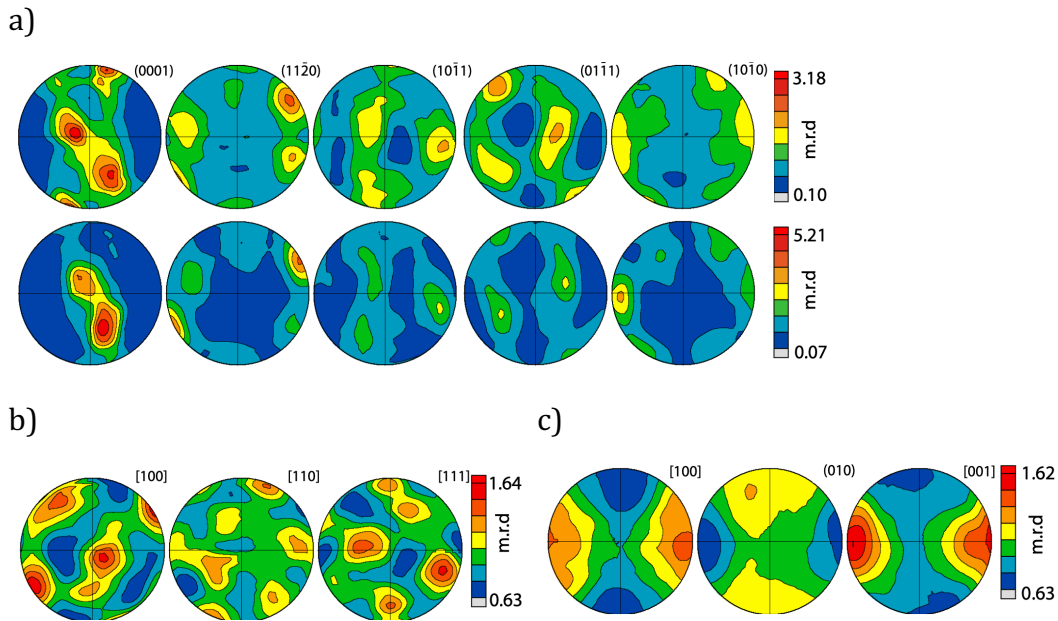 a)
(0001) (112̄0) (101̄1) (011̄1) (101̄0)
3.18
m.r.d
0.10
5.21
m.r.d
0.07
b)
[100] [110] [111]
1.64
m.r.d
0.63
c)
[100] (010) [001]
1.62
m.r.d
0.63